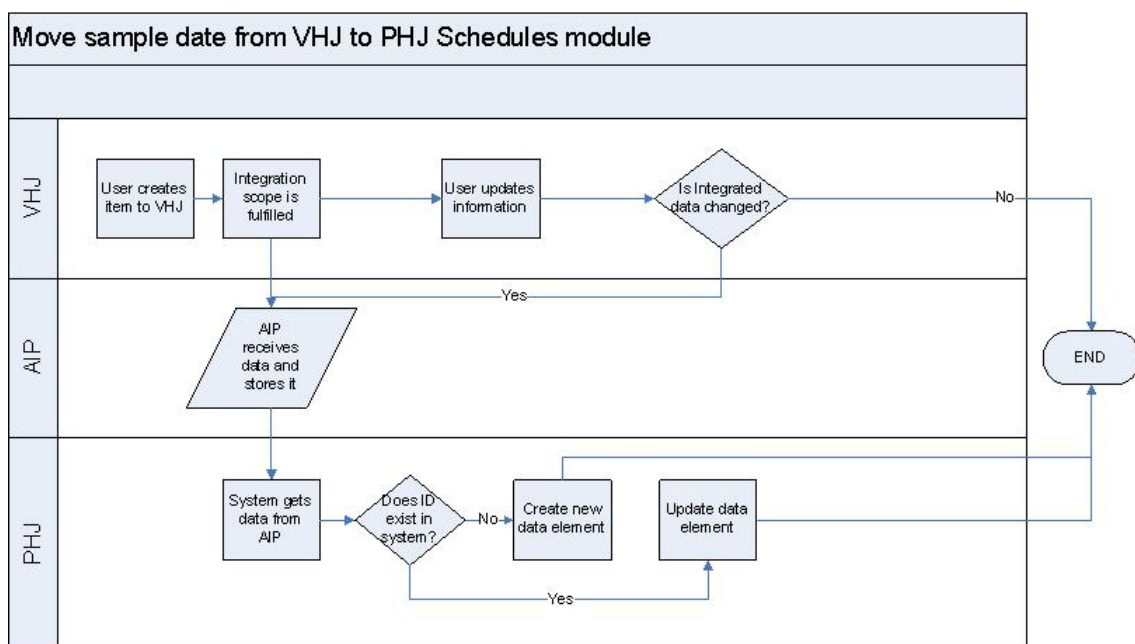 Move sample date from VHJ to PHJ Schedules module
VHJ
User creates
item to VHJ
Integration
scope is
fulfilled
User updates
information
Is Integrated
data changed?
No
Yes
AIP
AIP
receives
data and
stores it
END
PHJ
System gets
data from
AIP
Does ID
exist in
system?
No
Create new
data element
Update data
element
Yes